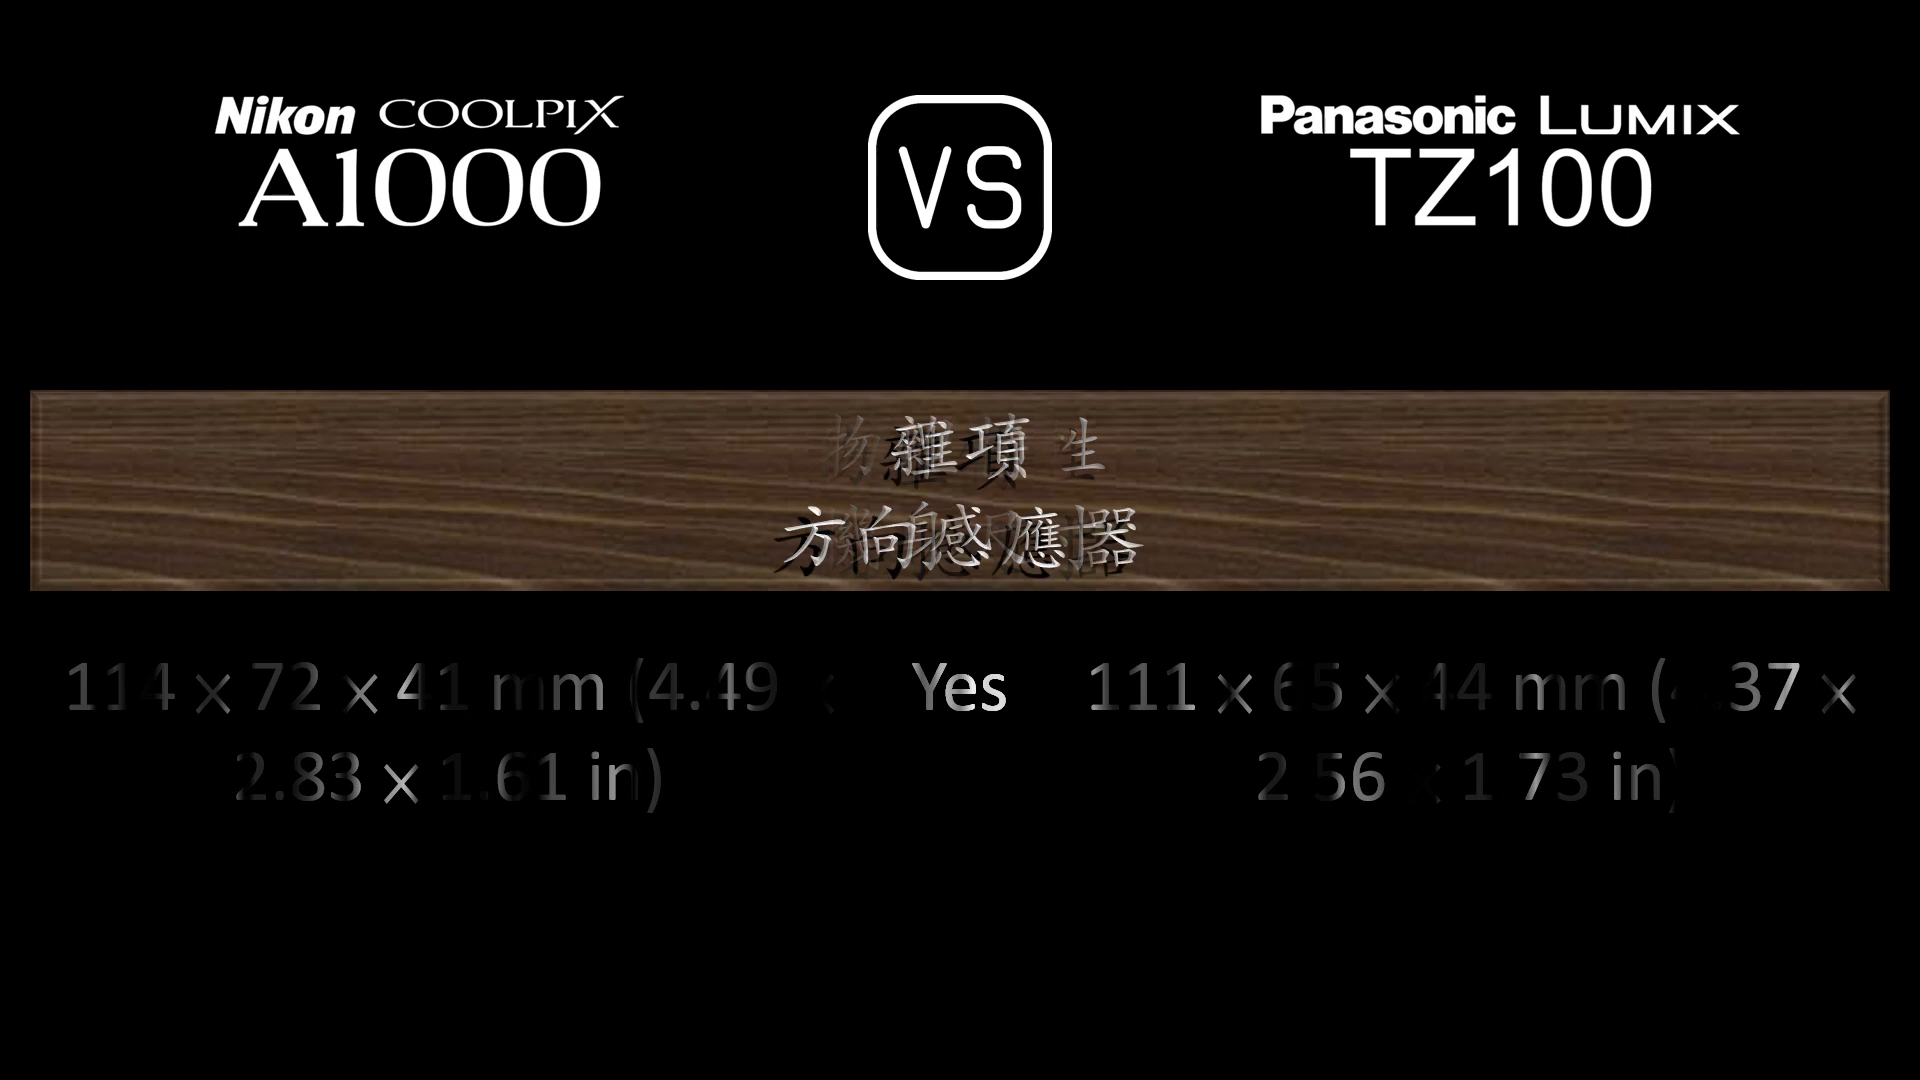 Nikon COOLPIX
A1000
VS
Panasonic LUMIX
TZ100
雜項
方向感應器
114 x 72 x 41 mm (4.49 x
2.83 x 1.61 in)
Yes
111 x 65 x 44 mm (4.37 x
2.56 x 1.73 in)